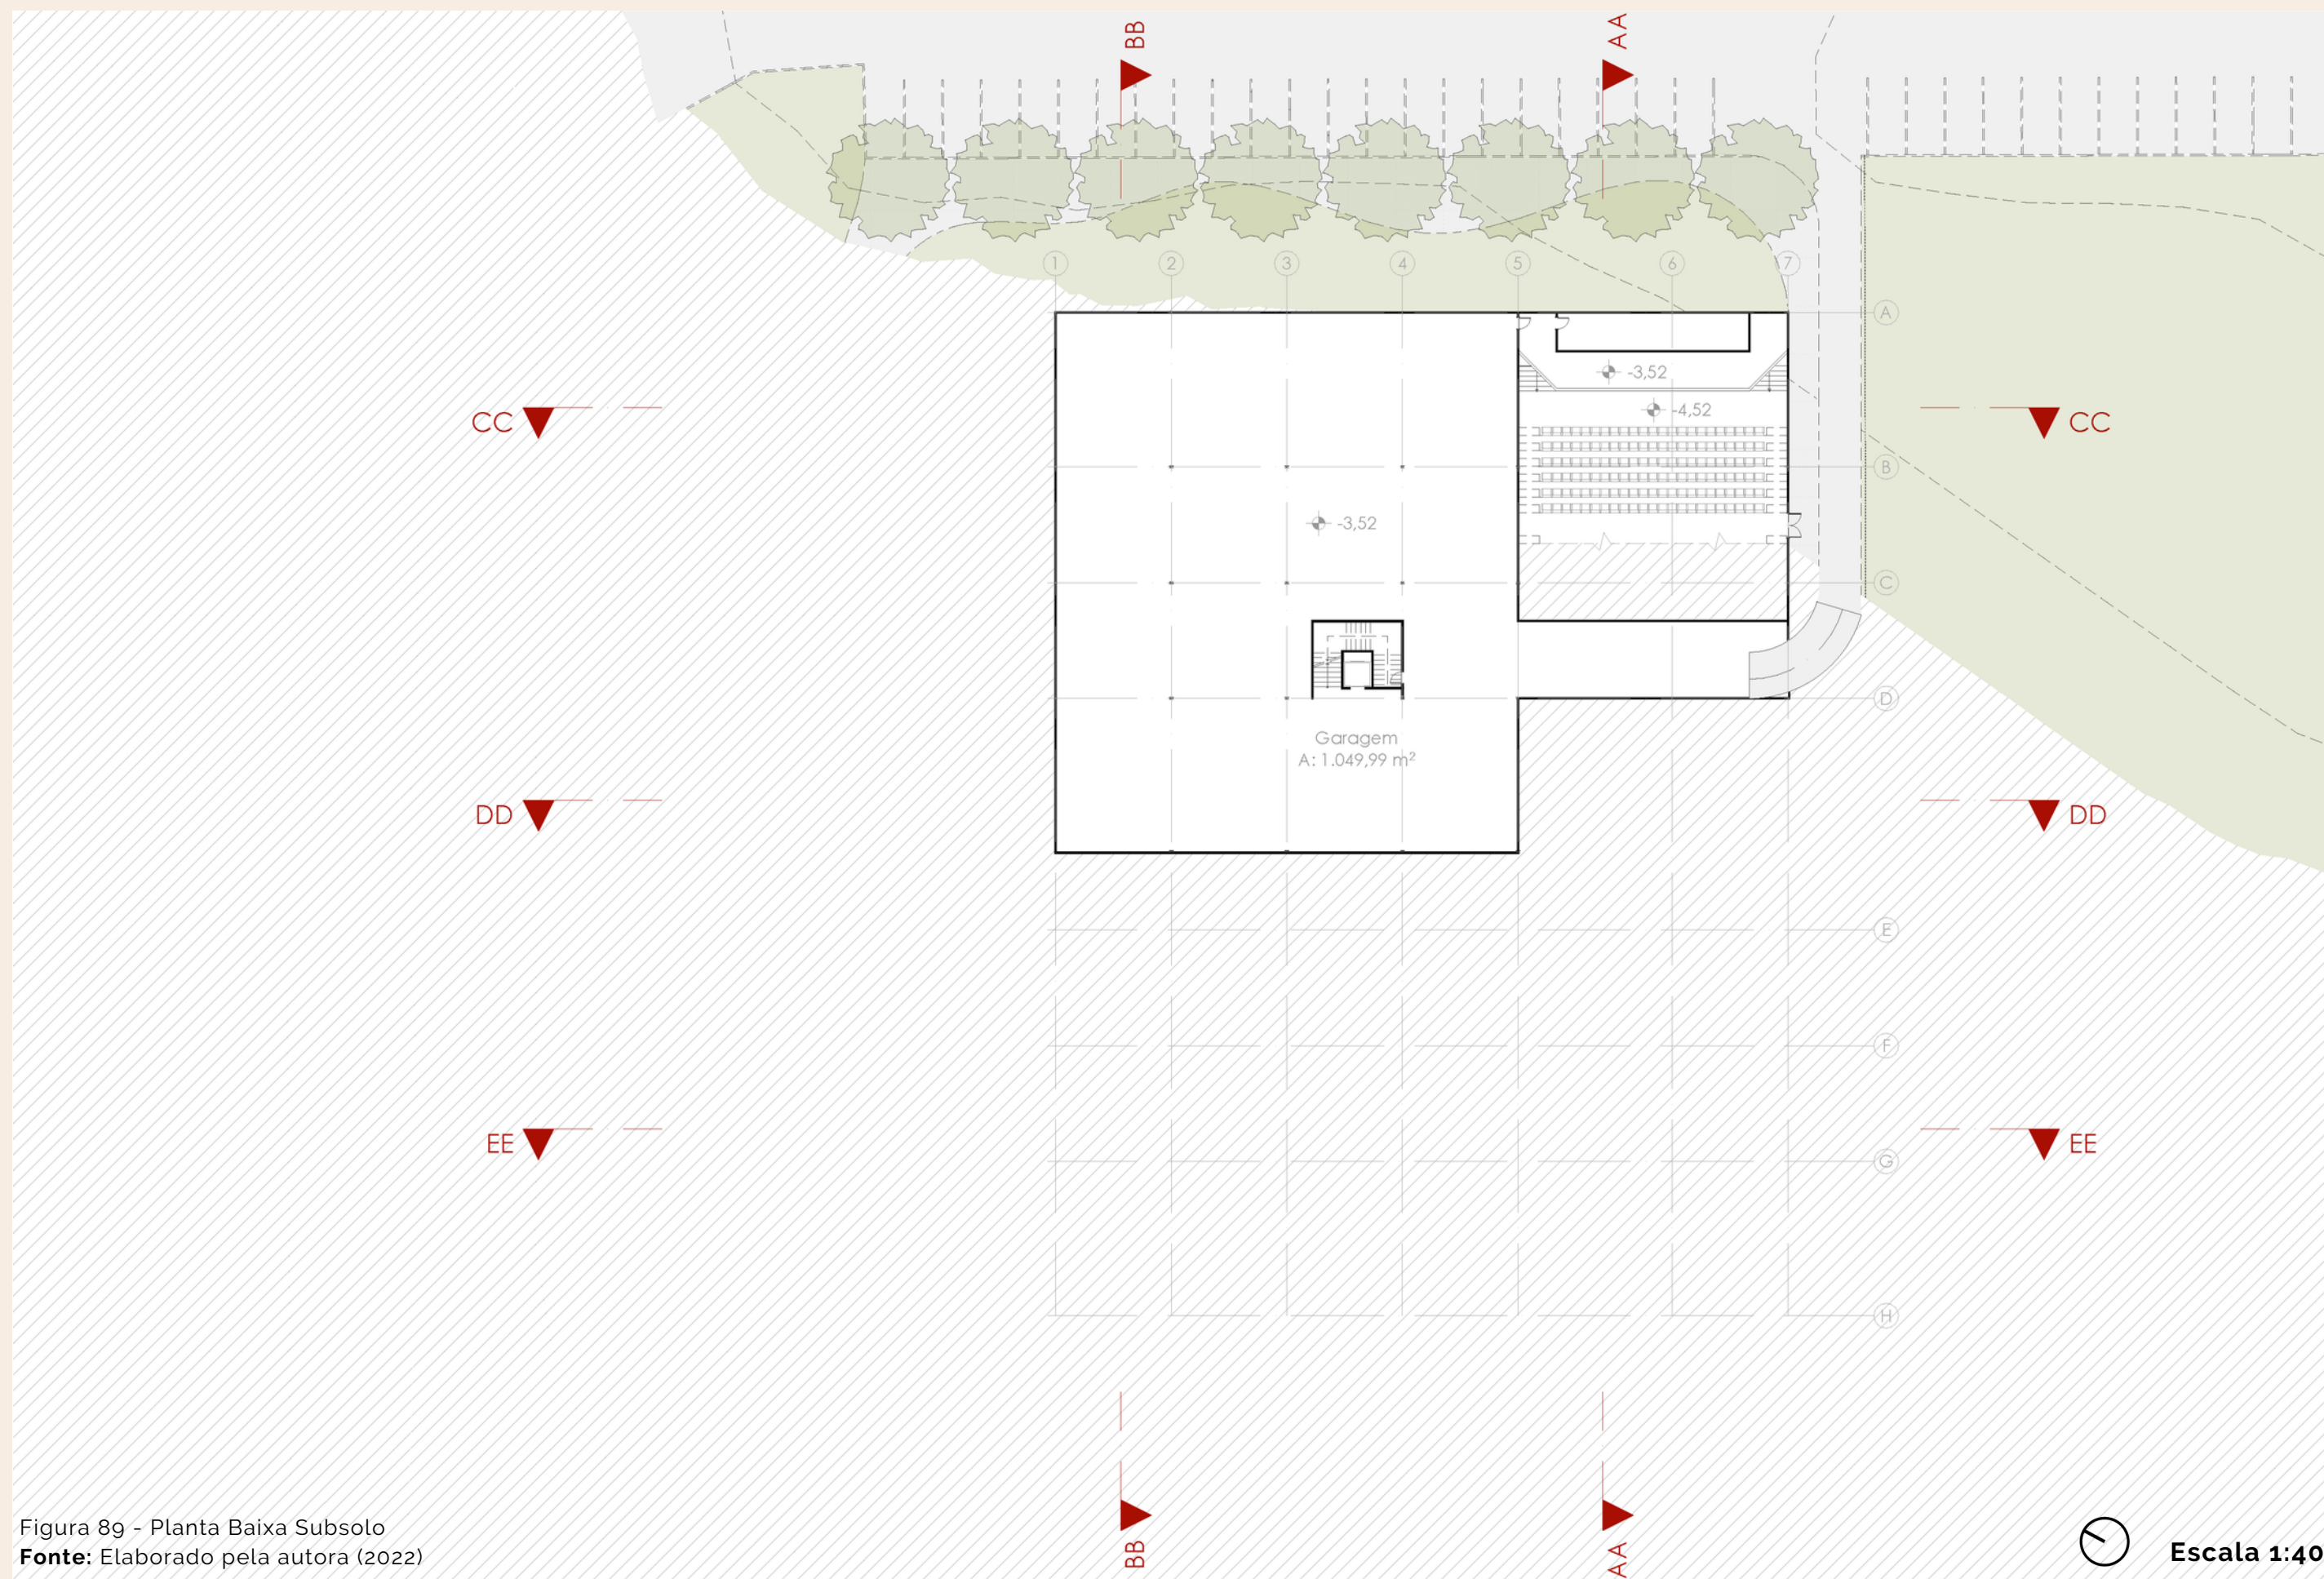 BB
AA
1
2
3
4
5
6
7
A
-3,52
CC
CC
-4,52
B
-3,52
C
D
Garagem
A: 1.049,99 m²
DD
DD
E
F
EE
EE
G
H
Figura 89 - Planta Baixa Subsolo
Fonte: Elaborado pela autora (2022)
BB
AA
Escala 1:40